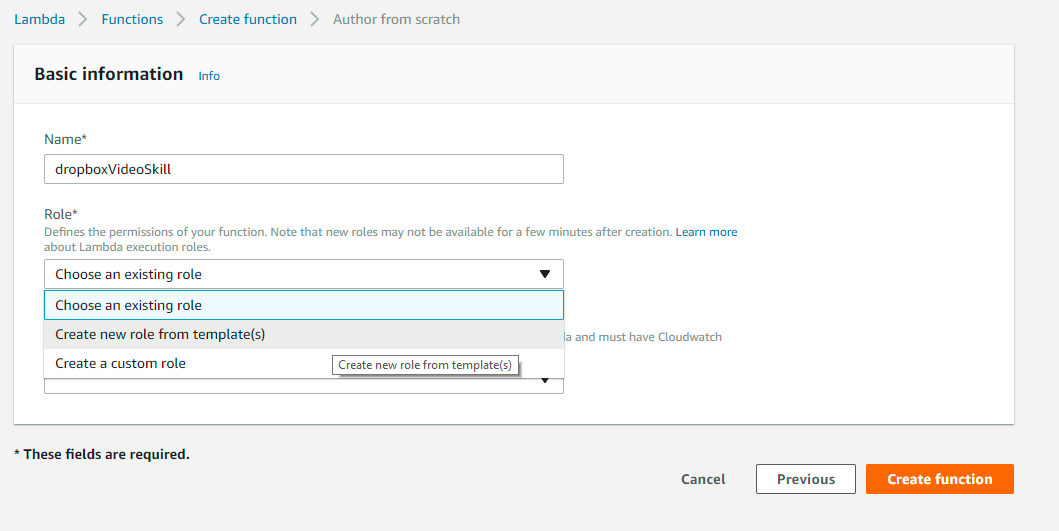 Lambda > Functions > Create function > Author from scratch
Basic information Info
Name*
dropboxVideoSkill
Role*
Defines the permissions of your function. Note that new roles may not be available for a few minutes after creation. Learn more
about Lambda execution roles.
Choose an existing role
Choose an existing role
Create new role from template(s)
and must have Cloudwatch
Create a custom role
Create new role from template(s)
* These fields are required.
Cancel Previous Create function